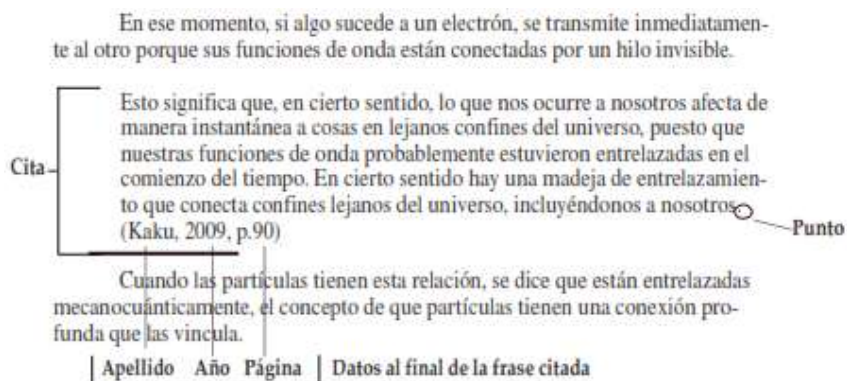 En ese momento, si algo sucede a un electrón, se transmite inmediatamen-
te al otro porque sus funciones de onda están conectadas por un hilo invisible.
Esto significa que, en cierto sentido, lo que nos ocurre a nosotros afecta de
manera instantánea a cosas en lejanos confines del universo, puesto que
nuestras funciones de onda probablemente estuvieron entrelazadas en el
comienzo del tiempo. En cierto sentido hay una madeja de entrelazamien-
to que conecta confines lejanos del universo, incluyéndonos a nosotros.
(Kaku, 2009, p.90)
Cita
Punto
Cuando las partículas tienen esta relación, se dice que están entrelazadas
mecanocuánticamente, el concepto de que partículas tienen una conexión pro-
funda que las vincula.
Apellido Año Página Datos al final de la frase citada